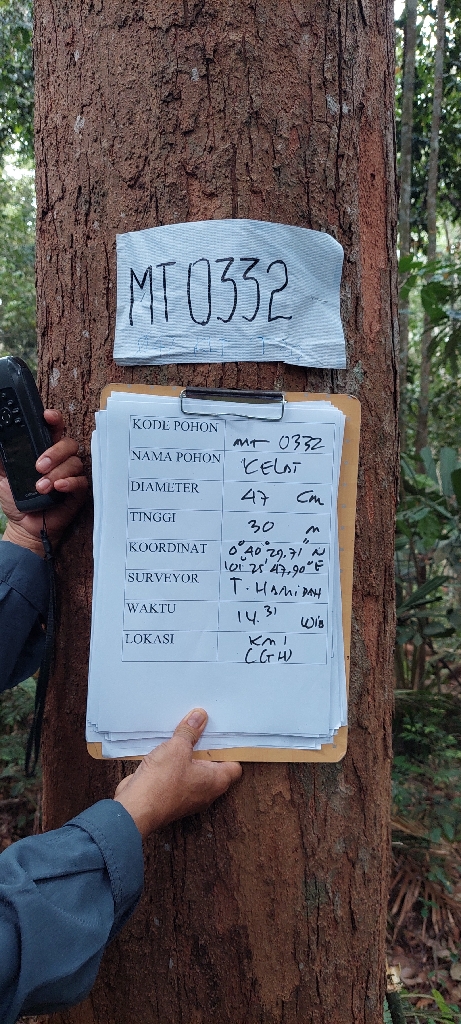 MT 0332
KODE POHON MT 0332
NAMA POHON KELAT
DIAMETER 47 Cm
TINGGI 30 m
KOORDINAT 0° 40° 29,71" N
101° 25' 47,90° E
SURVEYOR T. HAMIDAH
WAKTU 14.31 WIB
LOKASI KM 1
(GH)